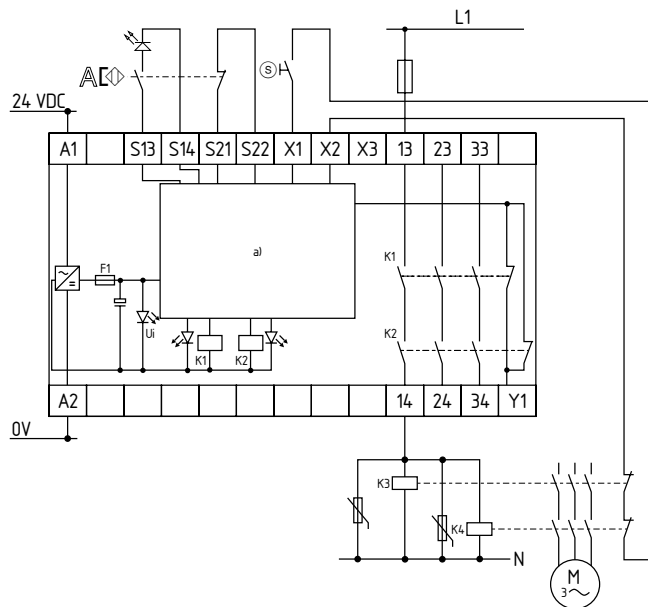 L1
S
A
24 VDC
A1 S13 S14 S21 S22 X1 X2 X3 13 23 33
a)
K1
F1
Ui
K1 K2
K2
A2 14 24 34 Y1
0V
K3
K4
N
M
3